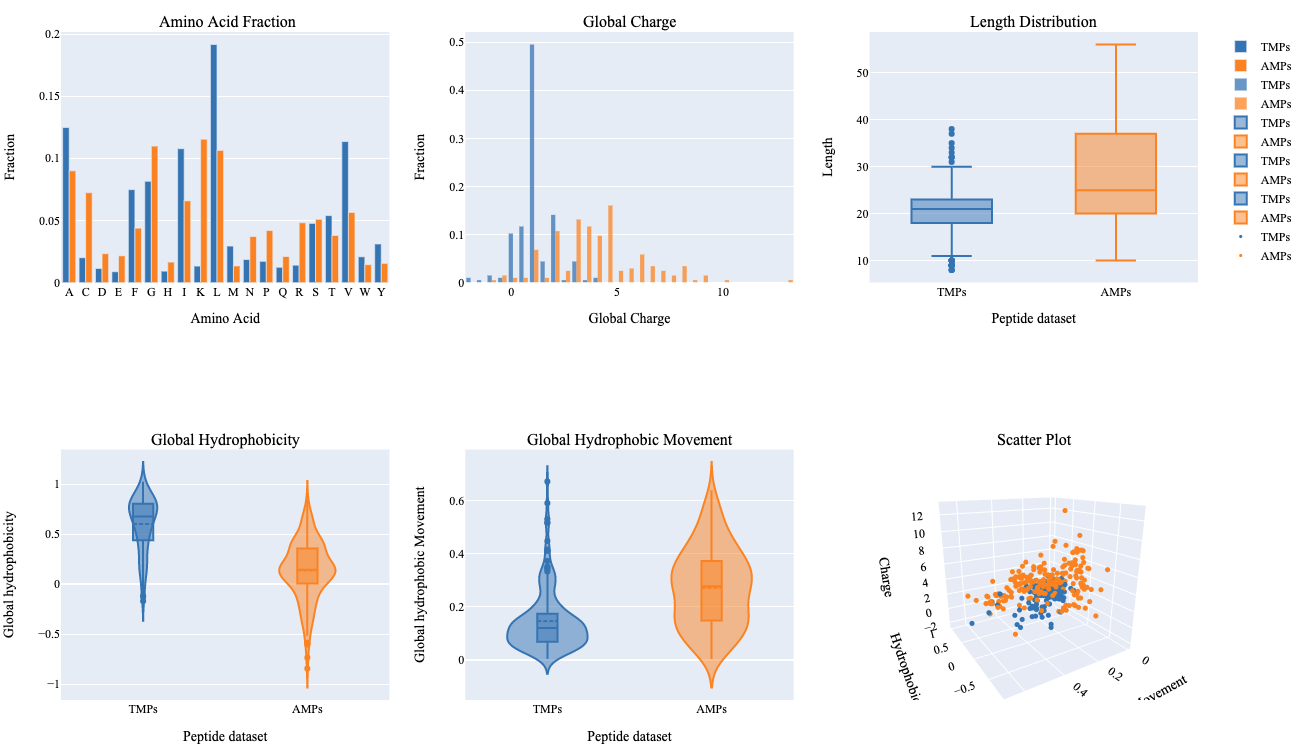 Amino Acid Fraction
Global Charge
Length Distribution
0.2
0.15
0.1
0.05
0
Fraction
A C D E F G H I K L M N P Q R S T V W Y
Amino Acid
0.5
0.4
0.3
0.2
0.1
0
Fraction
0 5 10
Global Charge
50
40
30
20
10
Length
TMPs AMPs
Peptide dataset
TMPs
AMPs
TMPs
AMPs
TMPs
AMPs
TMPs
AMPs
TMPs
AMPs
TMPs
AMPs
Global Hydrophobicity
Global Hydrophobic Movement
Scatter Plot
1
0.5
0
−0.5
−1
Global hydrophobicity
TMPs AMPs
Peptide dataset
0.6
0.4
0.2
0
Global hydrophobic Movement
TMPs AMPs
Peptide dataset
12
10
8
6
4
2
0
−2
Charge
1
0.5
0
−0.5
0.4
0.2
0